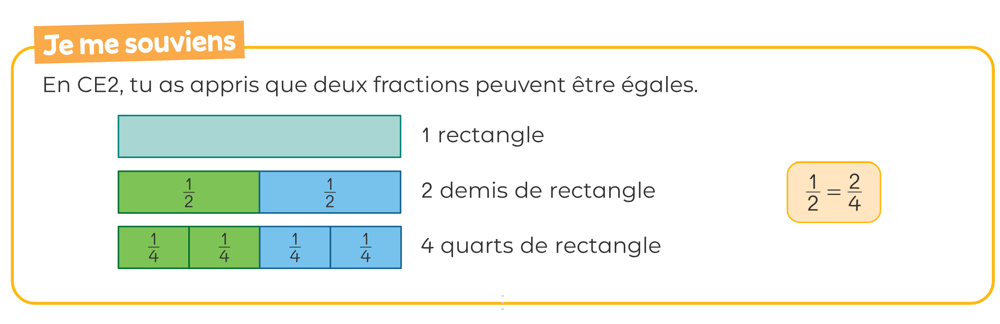 Je me souviens
En CE2, tu as appris que deux fractions peuvent être égales.
1 rectangle
1/2 1/2
2 demis de rectangle
1/2 = 2/4
1/4 1/4 1/4 1/4
4 quarts de rectangle